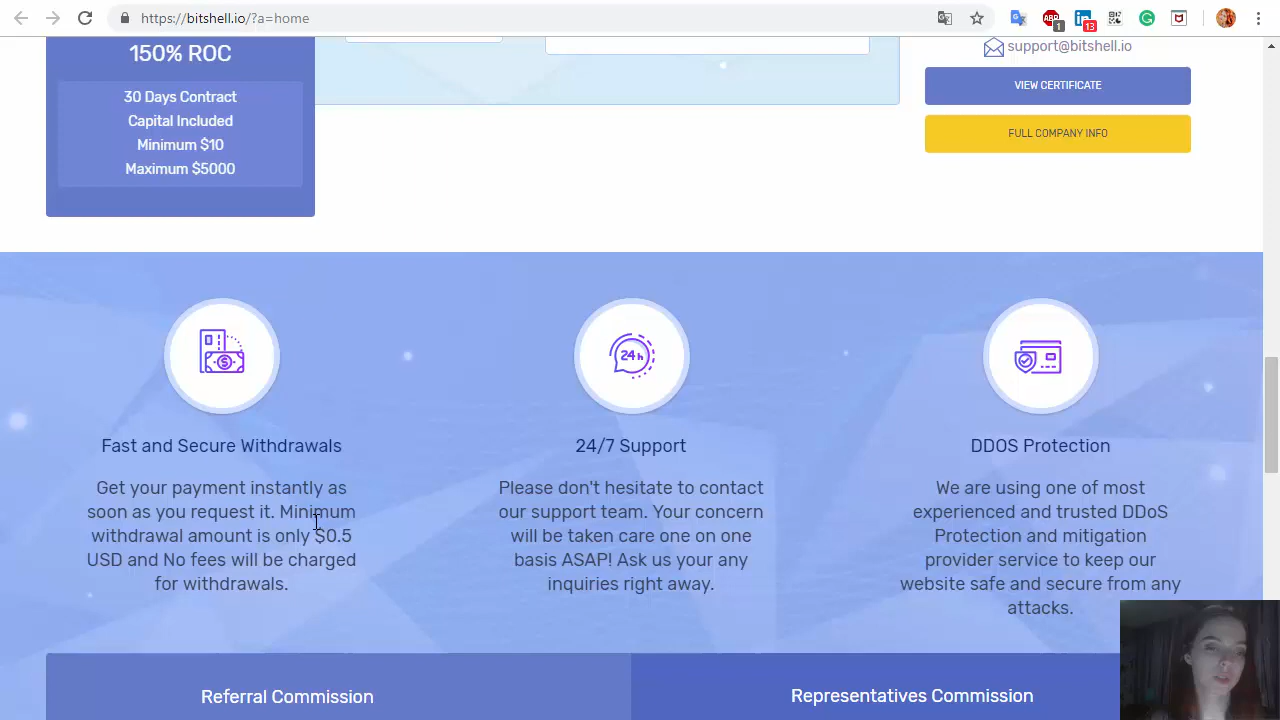 https://bitshell.io/?a=home
ABP
1
13
150% ROC
30 Days Contract
Capital Included
Minimum $10
Maximum $5000
support@bitshell.io
VIEW CERTIFICATE
FULL COMPANY INFO
24h
Fast and Secure Withdrawals
Get your payment instantly as
soon as you request it. Minimum
withdrawal amount is only $0.5
USD and No fees will be charged
for withdrawals.
24/7 Support
Please don't hesitate to contact
our support team. Your concern
will be taken care one on one
basis ASAP! Ask us your any
inquiries right away.
DDOS Protection
We are using one of most
experienced and trusted DDoS
Protection and mitigation
provider service to keep our
website safe and secure from any
attacks.
Referral Commission
Representatives Commission